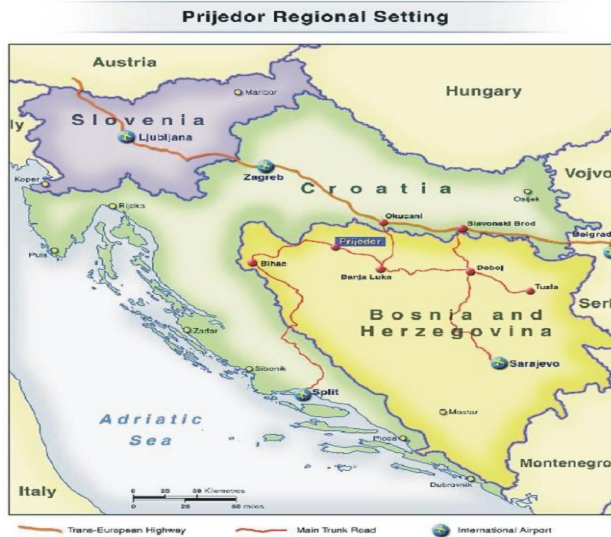 Prijedor Regional Setting
Austria
Hungary
Maribor
Slovenia
Ljubljana
ly
Vojvo
Koper
Zagreb
Croatia
Osijek
Rijeka
Okucani
Slavonski Brod
Pula
Prijedor
Belgrad
Bihac
Banja Luka
Doboj
Tuzla
Serb
Bosnia and
Herzegovina
Zadar
Sibenik
Sarajevo
Split
Adriatic
Sea
Mostar
Ploce
Montenegro
Dubrovnik
Italy
0 25 50 Kilometres
0 25 50 miles
Trans-European Highway
Main Trunk Road
International Airport